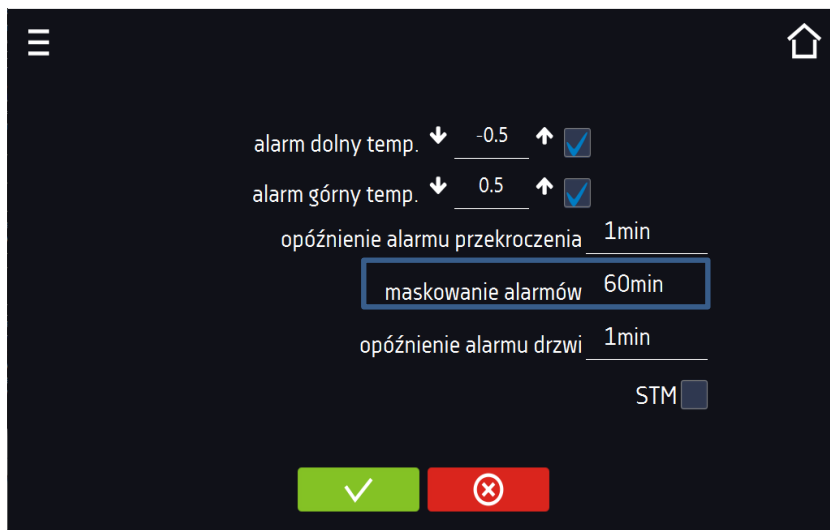 alarm dolny temp. -0.5
alarm górny temp. 0.5
opóźnienie alarmu przekroczenia 1min
maskowanie alarmów 60min
opóźnienie alarmu drzwi 1min
STM